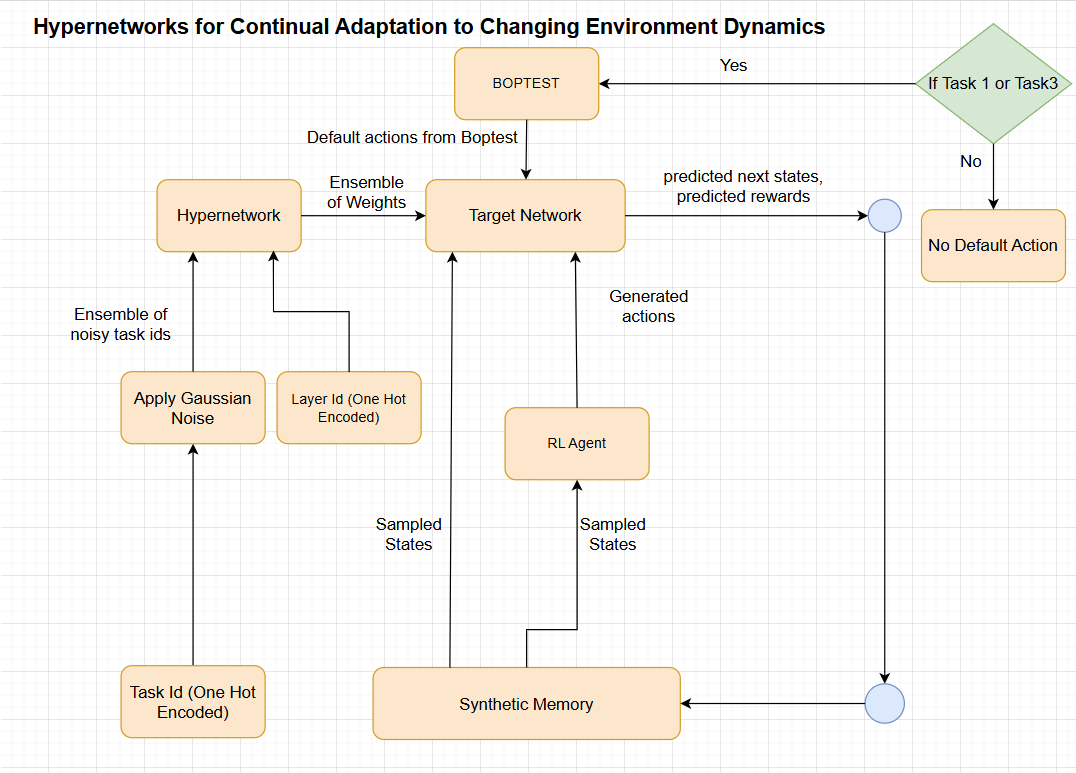 Hypernetworks for Continual Adaptation to Changing Environment Dynamics
BOPTEST
Yes
If Task 1 or Task3
Default actions from Boptest
No
Ensemble
of Weights
predicted next states,
predicted rewards
Hypernetwork
Target Network
No Default Action
Ensemble of
noisy task ids
Generated
actions
Apply Gaussian
Noise
Layer Id (One Hot
Encoded)
RL Agent
Sampled
States
Sampled
States
Task Id (One Hot
Encoded)
Synthetic Memory